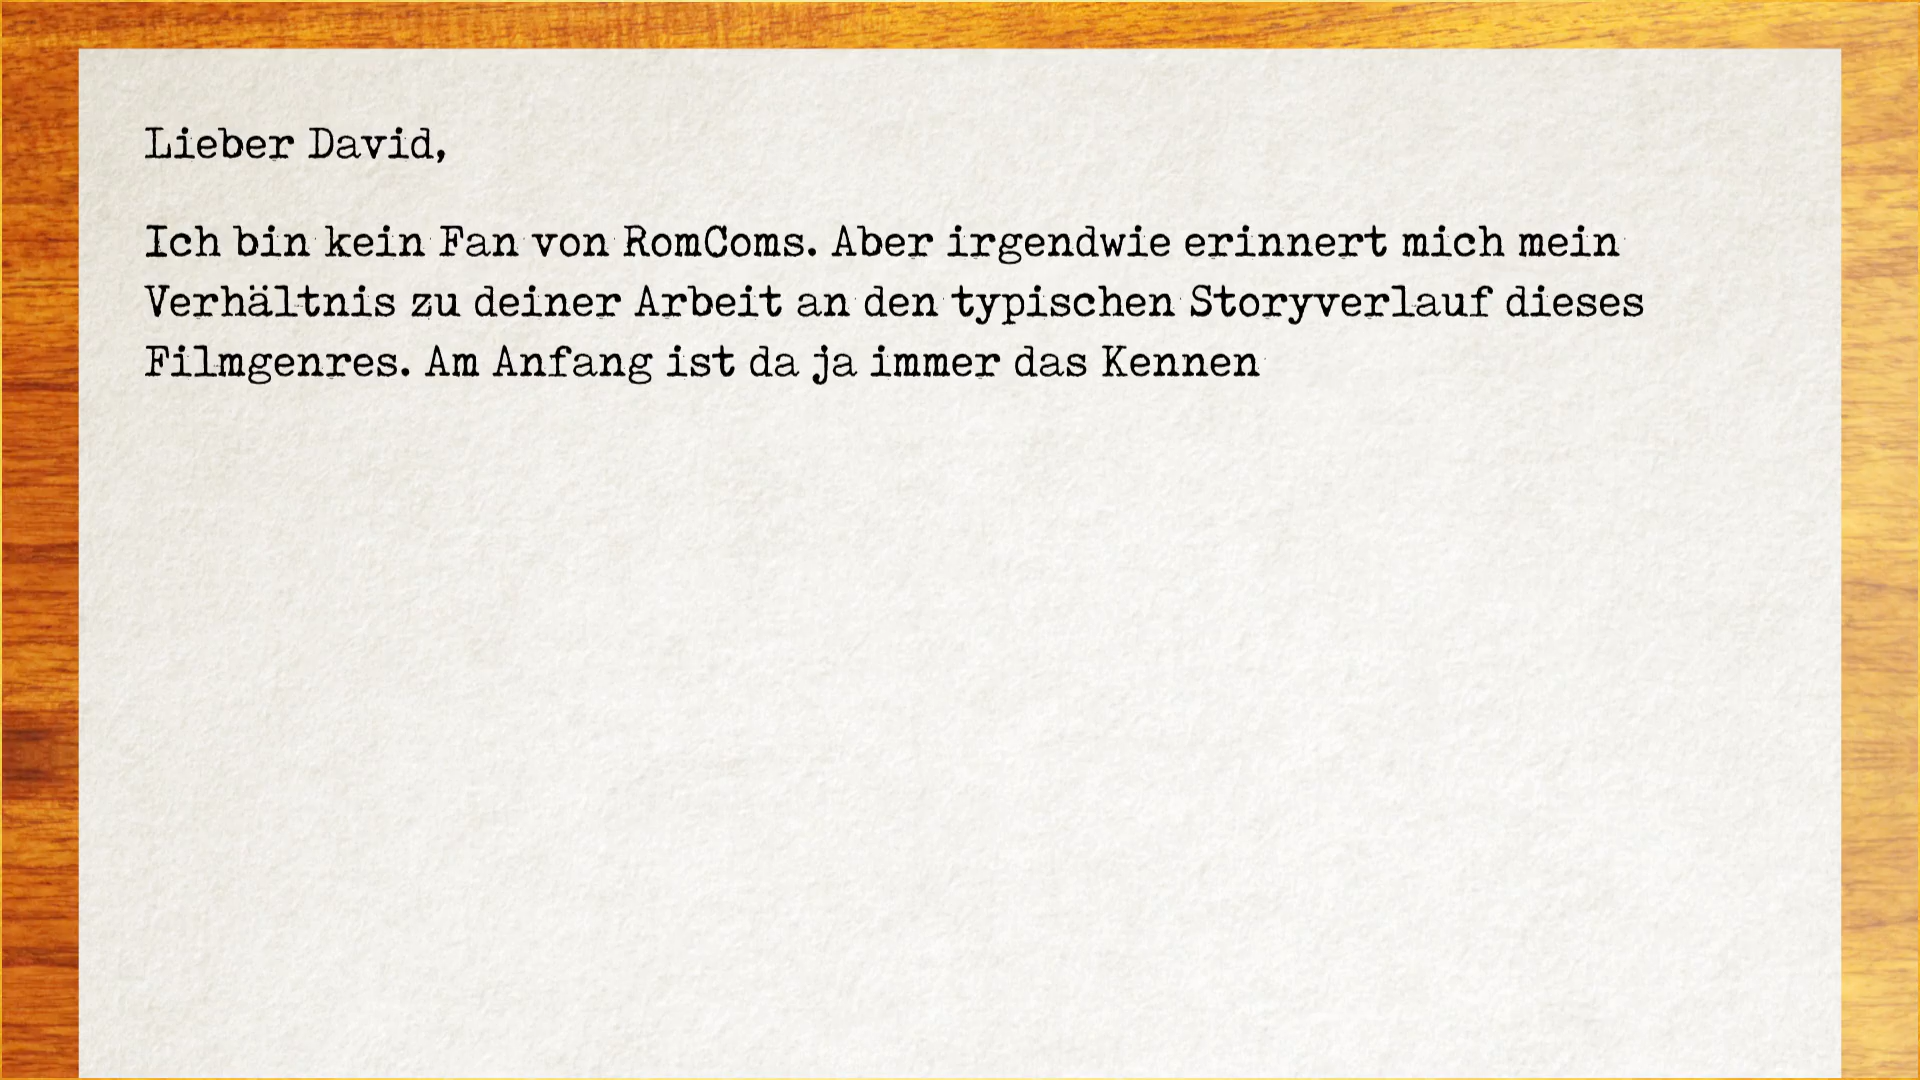 Lieber David,
Ich bin kein Fan von RomComs. Aber irgendwie erinnert mich mein
Verhältnis zu deiner Arbeit an den typischen Storyverlauf dieses
Filmgenres. Am Anfang ist da ja immer das Kennen